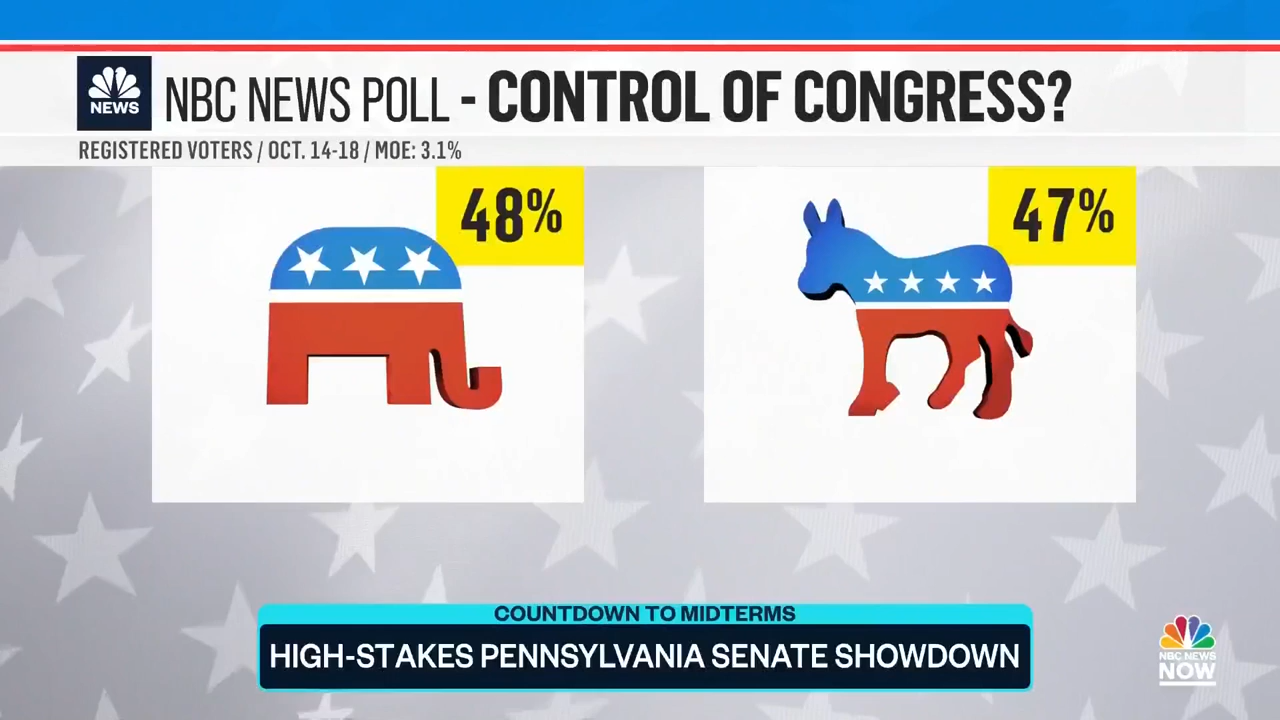 NEWS
NBC NEWS POLL - CONTROL OF CONGRESS?
REGISTERED VOTERS / OCT. 14-18 / MOE: 3.1%
48%
47%
COUNTDOWN TO MIDTERMS
HIGH-STAKES PENNSYLVANIA SENATE SHOWDOWN
NBC NEWS
NOW